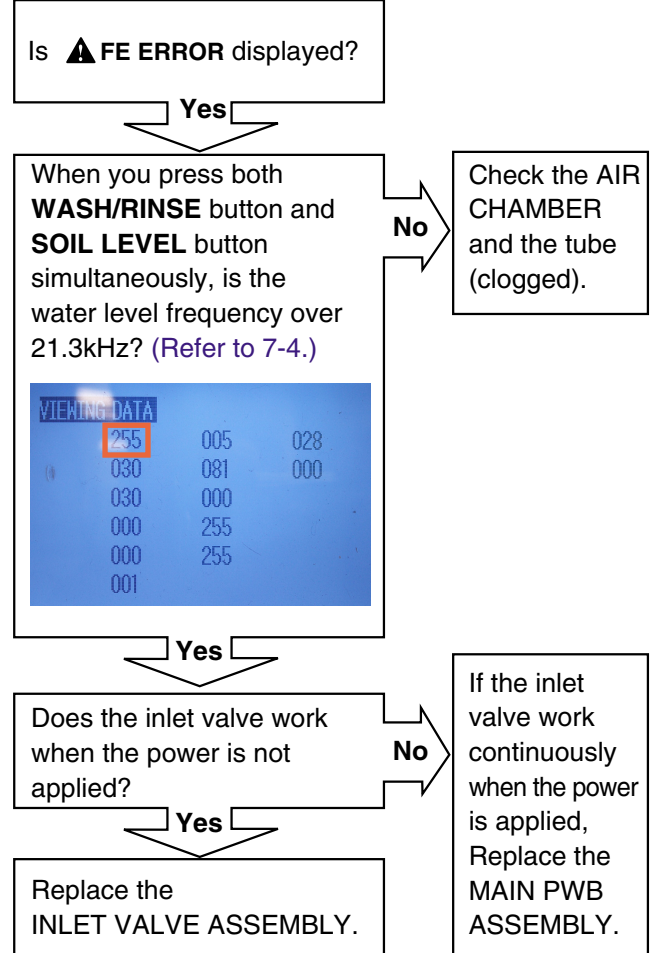 Is ⚠ FE ERROR displayed?
Yes
When you press both
WASH/RINSE button and
SOIL LEVEL button
simultaneously, is the
water level frequency over
21.3kHz? (Refer to 7-4.)
No
Check the AIR
CHAMBER
and the tube
(clogged).
VIEWING DATA
255 005 028
030 081 000
030 000
000 255
000 255
001
Yes
Does the inlet valve work
when the power is not
applied?
No
If the inlet
valve work
continuously
when the power
is applied,
Replace the
MAIN PWB
ASSEMBLY.
Yes
Replace the
INLET VALVE ASSEMBLY.